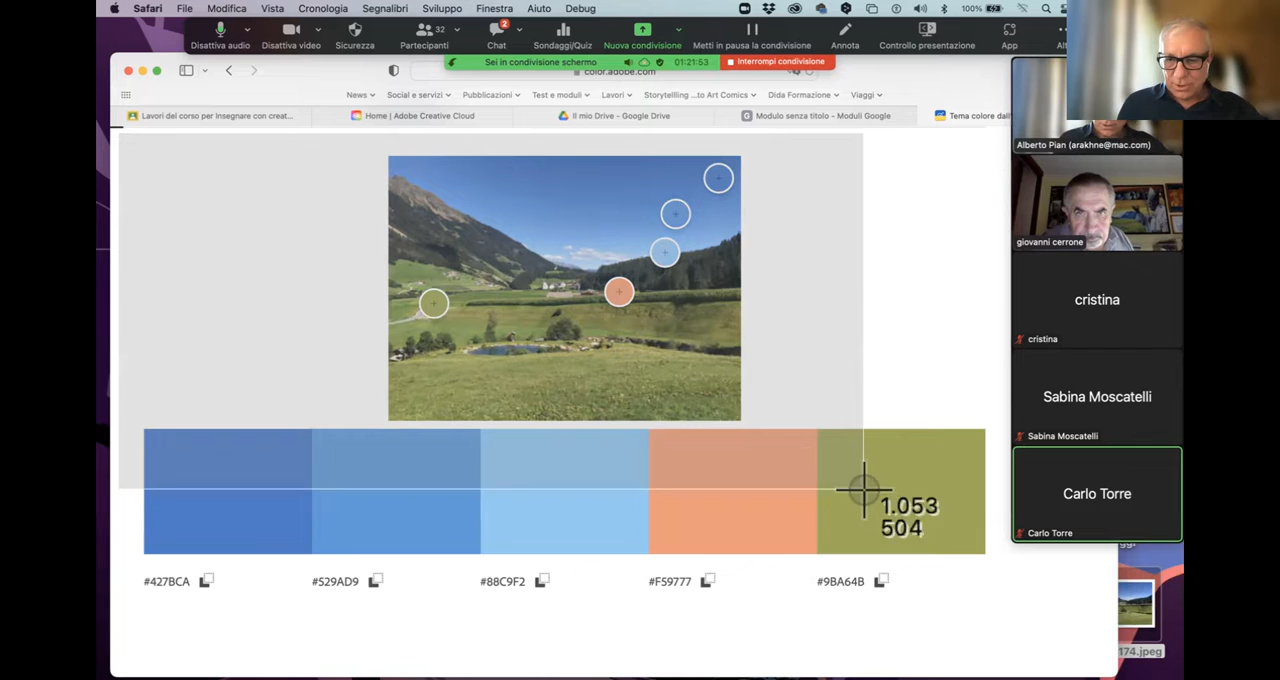 Safari File Modifica Vista Cronologia Segnalibri Sviluppo Finestra Aiuto Debug 100%
32 2
Disattiva audio Disattiva video Sicurezza Partecipanti Chat Sondaggi/Quiz Nuova condivisione Metti in pausa la condivisione Annota Controllo presentazione App
Sei in condivisione schermo 01:21:53 Interrompi condivisione
color.adobe.com
News Social e servizi Pubblicazioni Test e moduli Lavori Storytelling ...to Art Comics Dida Formazione Viaggi
Lavori del corso per Insegnare con creat... Home | Adobe Creative Cloud Il mio Drive - Google Drive Modulo senza titolo - Moduli Google Tema colore dall
Alberto Pian (arakhne@mac.com)
giovanni cerrone
cristina
cristina
Sabina Moscatelli
Sabina Moscatelli
Carlo Torre
Carlo Torre
1.053
504
#427BCA #529AD9 #88C9F2 #F59777 #9BA64B
174.jpeg